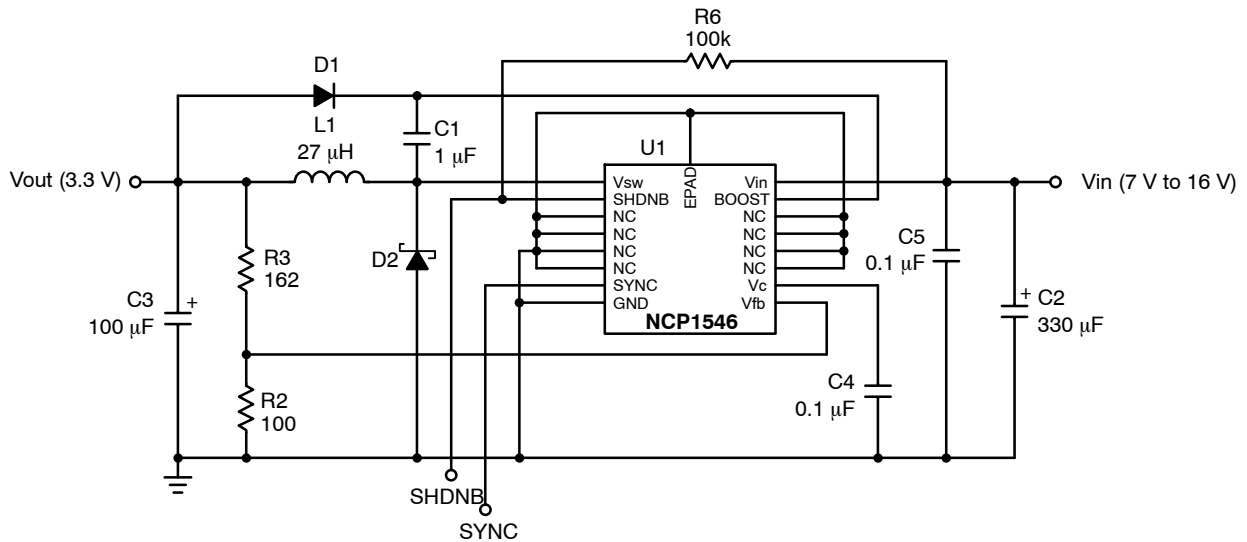 R6
100k
D1
L1
27 μH
C1
1 μF
U1
Vout (3.3 V)
Vin (7 V to 16 V)
EPAD
Vsw
SHDNB
NC
NC
NC
NC
SYNC
GND
Vin
BOOST
NC
NC
NC
NC
Vc
Vfb
NCP1546
R3
162
D2
C5
0.1 μF
C3
+
100 μF
+
C2
330 μF
R2
100
C4
0.1 μF
SHDNB
SYNC